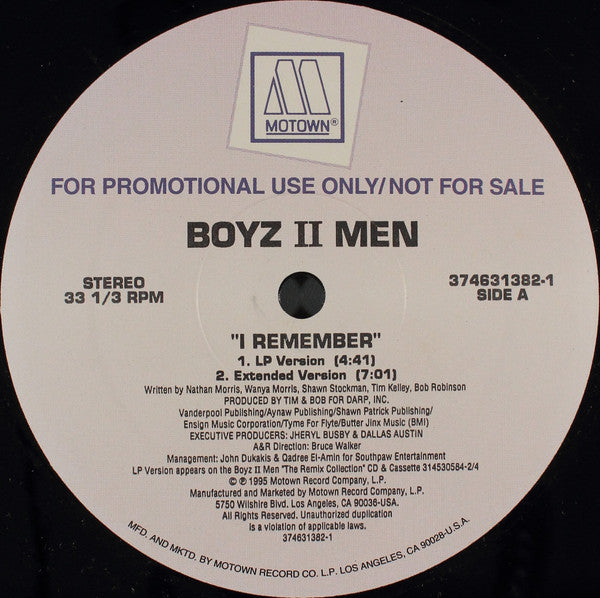 MOTOWN®
FOR PROMOTIONAL USE ONLY/NOT FOR SALE
BOYZ II MEN
STEREO
33 1/3 RPM
374631382-1
SIDE A
"I REMEMBER"
1. LP Version (4:41)
2. Extended Version (7:01)
Written by Nathan Morris, Wanya Morris, Shawn Stockman, Tim Kelley, Bob Robinson
PRODUCED BY TIM & BOB FOR DARP, INC.
Vanderpool Publishing/Aynaw Publishing/Shawn Patrick Publishing/
Ensign Music Corporation/Tyme For Flyte/Butter Jinx Music (BMI)
EXECUTIVE PRODUCERS: JHERYL BUSBY & DALLAS AUSTIN
A&R Direction: Bruce Walker
Management: John Dukakis & Qadree El-Amin for Southpaw Entertainment
LP Version appears on the Boyz II Men "The Remix Collection" CD & Cassette 314530584-2/4
© ℗ 1995 Motown Record Company, L.P.
Manufactured and Marketed by Motown Record Company, L.P.
5750 Wilshire Blvd. Los Angeles, CA 90036-USA.
All Rights Reserved. Unauthorized duplication
is a violation of applicable laws.
374631382-1
MFD. AND MKTD. BY MOTOWN RECORD CO. L.P. LOS ANGELES, CA 90028-U.S.A.